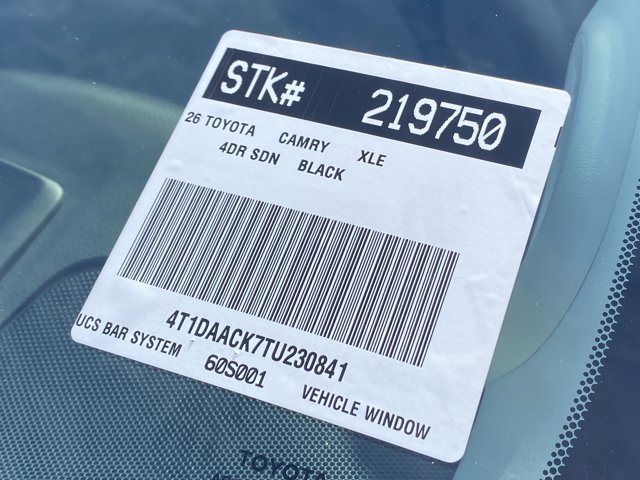 STK# 219750
26 TOYOTA CAMRY XLE
4DR SDN BLACK
4T1DAACK7TU230841
UCS BAR SYSTEM 60S001 VEHICLE WINDOW
TOYOTA